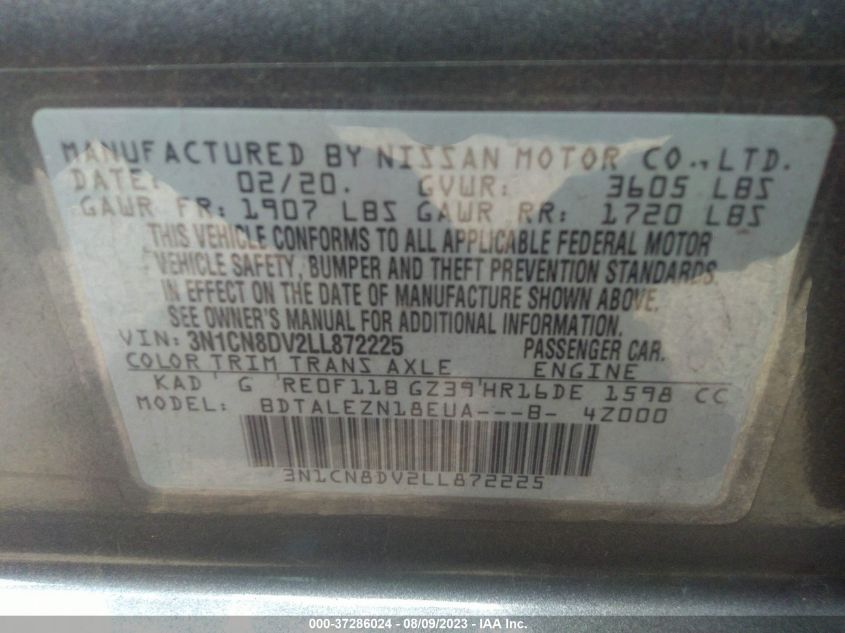 MANUFACTURED BY NISSAN MOTOR CO., LTD.
DATE: 02/20. GVWR: 3605 LBS
GAWR FR: 1907 LBS GAWR RR: 1720 LBS
THIS VEHICLE CONFORMS TO ALL APPLICABLE FEDERAL MOTOR
VEHICLE SAFETY, BUMPER AND THEFT PREVENTION STANDARDS
IN EFFECT ON THE DATE OF MANUFACTURE SHOWN ABOVE.
SEE OWNER'S MANUAL FOR ADDITIONAL INFORMATION.
VIN: 3N1CN8DV2LL872225 PASSENGER CAR.
COLOR TRIM TRANS AXLE ENGINE
KAD G RE0F11B GZ39 HR16DE 1598 CC
MODEL: BDTALEZN18EUA---B- 4Z000
3N1CN8DV2LL872225
000-37286024 - 08/09/2023 - IAA Inc.